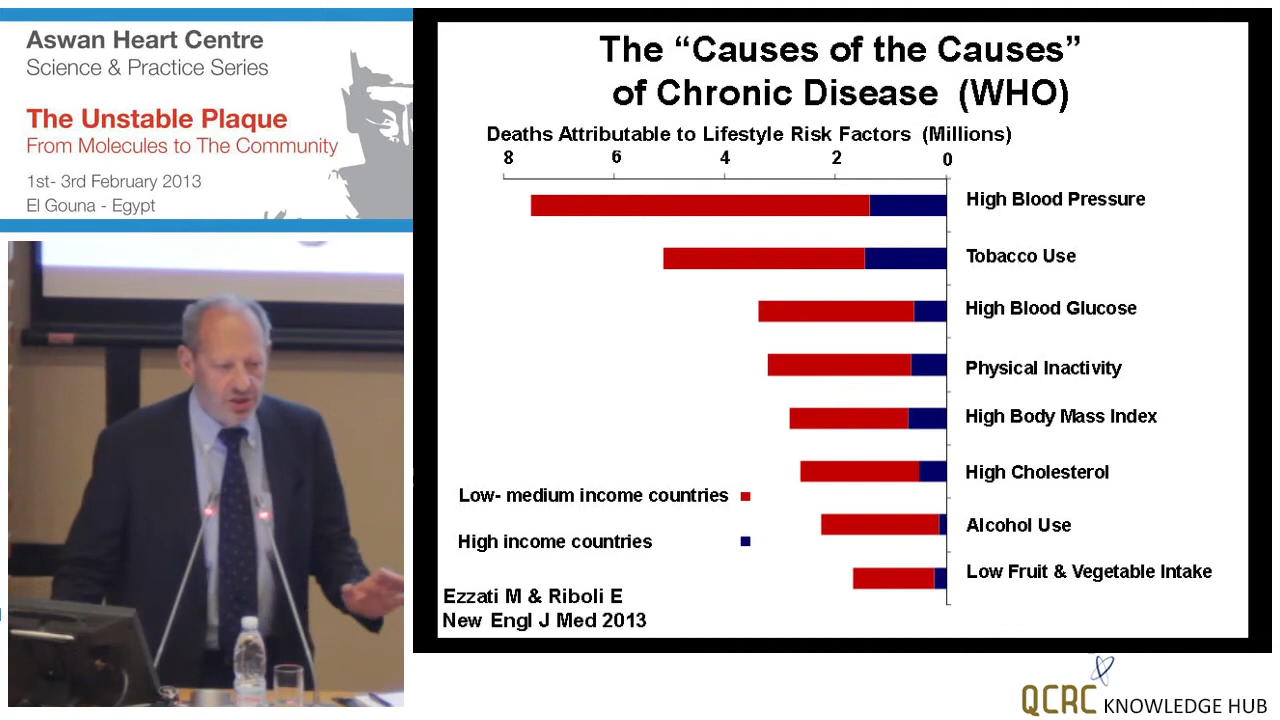 Aswan Heart Centre
Science & Practice Series
The Unstable Plaque
From Molecules to The Community
1st- 3rd February 2013
El Gouna - Egypt
The “Causes of the Causes”
of Chronic Disease (WHO)
Deaths Attributable to Lifestyle Risk Factors (Millions)
8 6 4 2 0
High Blood Pressure
Tobacco Use
High Blood Glucose
Physical Inactivity
High Body Mass Index
High Cholesterol
Alcohol Use
Low Fruit & Vegetable Intake
Low- medium income countries
High income countries
Ezzati M & Riboli E
New Engl J Med 2013
QCRC KNOWLEDGE HUB